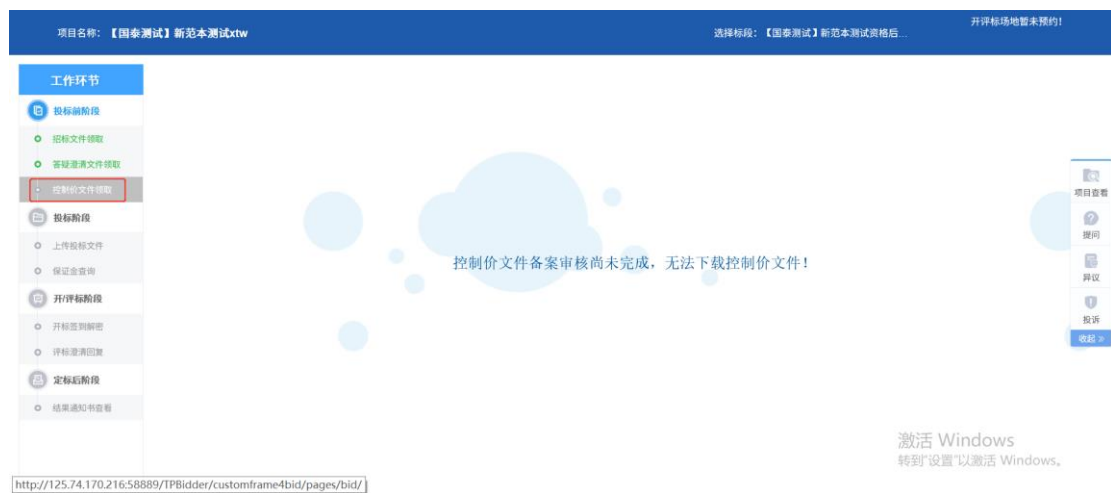 项目名称：【国泰测试】新范本测试xtw
选择标段：【国泰测试】新范本测试资格后...
开评标场地暂未预约！
工作环节
投标前阶段
招标文件领取
答疑澄清文件领取
控制价文件领取
投标阶段
上传投标文件
保证金查询
开/评标阶段
开标签到解密
评标澄清回复
定标后阶段
结果通知书查看
控制价文件备案审核尚未完成，无法下载控制价文件！
项目查看
提问
异议
投诉
收起 »
激活 Windows
转到“设置”以激活 Windows。
http://125.74.170.216:58889/TPBidder/customframe4bid/pages/bid/